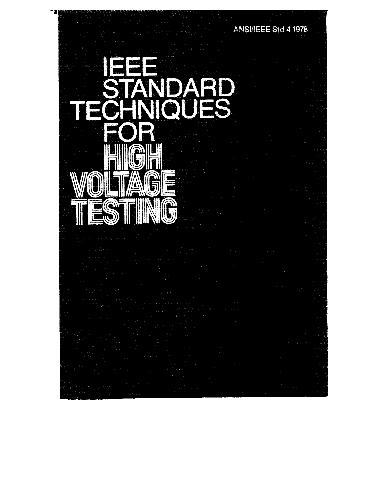 ANSI/IEEE Std 4-1978
IEEE
STANDARD
TECHNIQUES
FOR
HIGH
VOLTAGE
TESTING